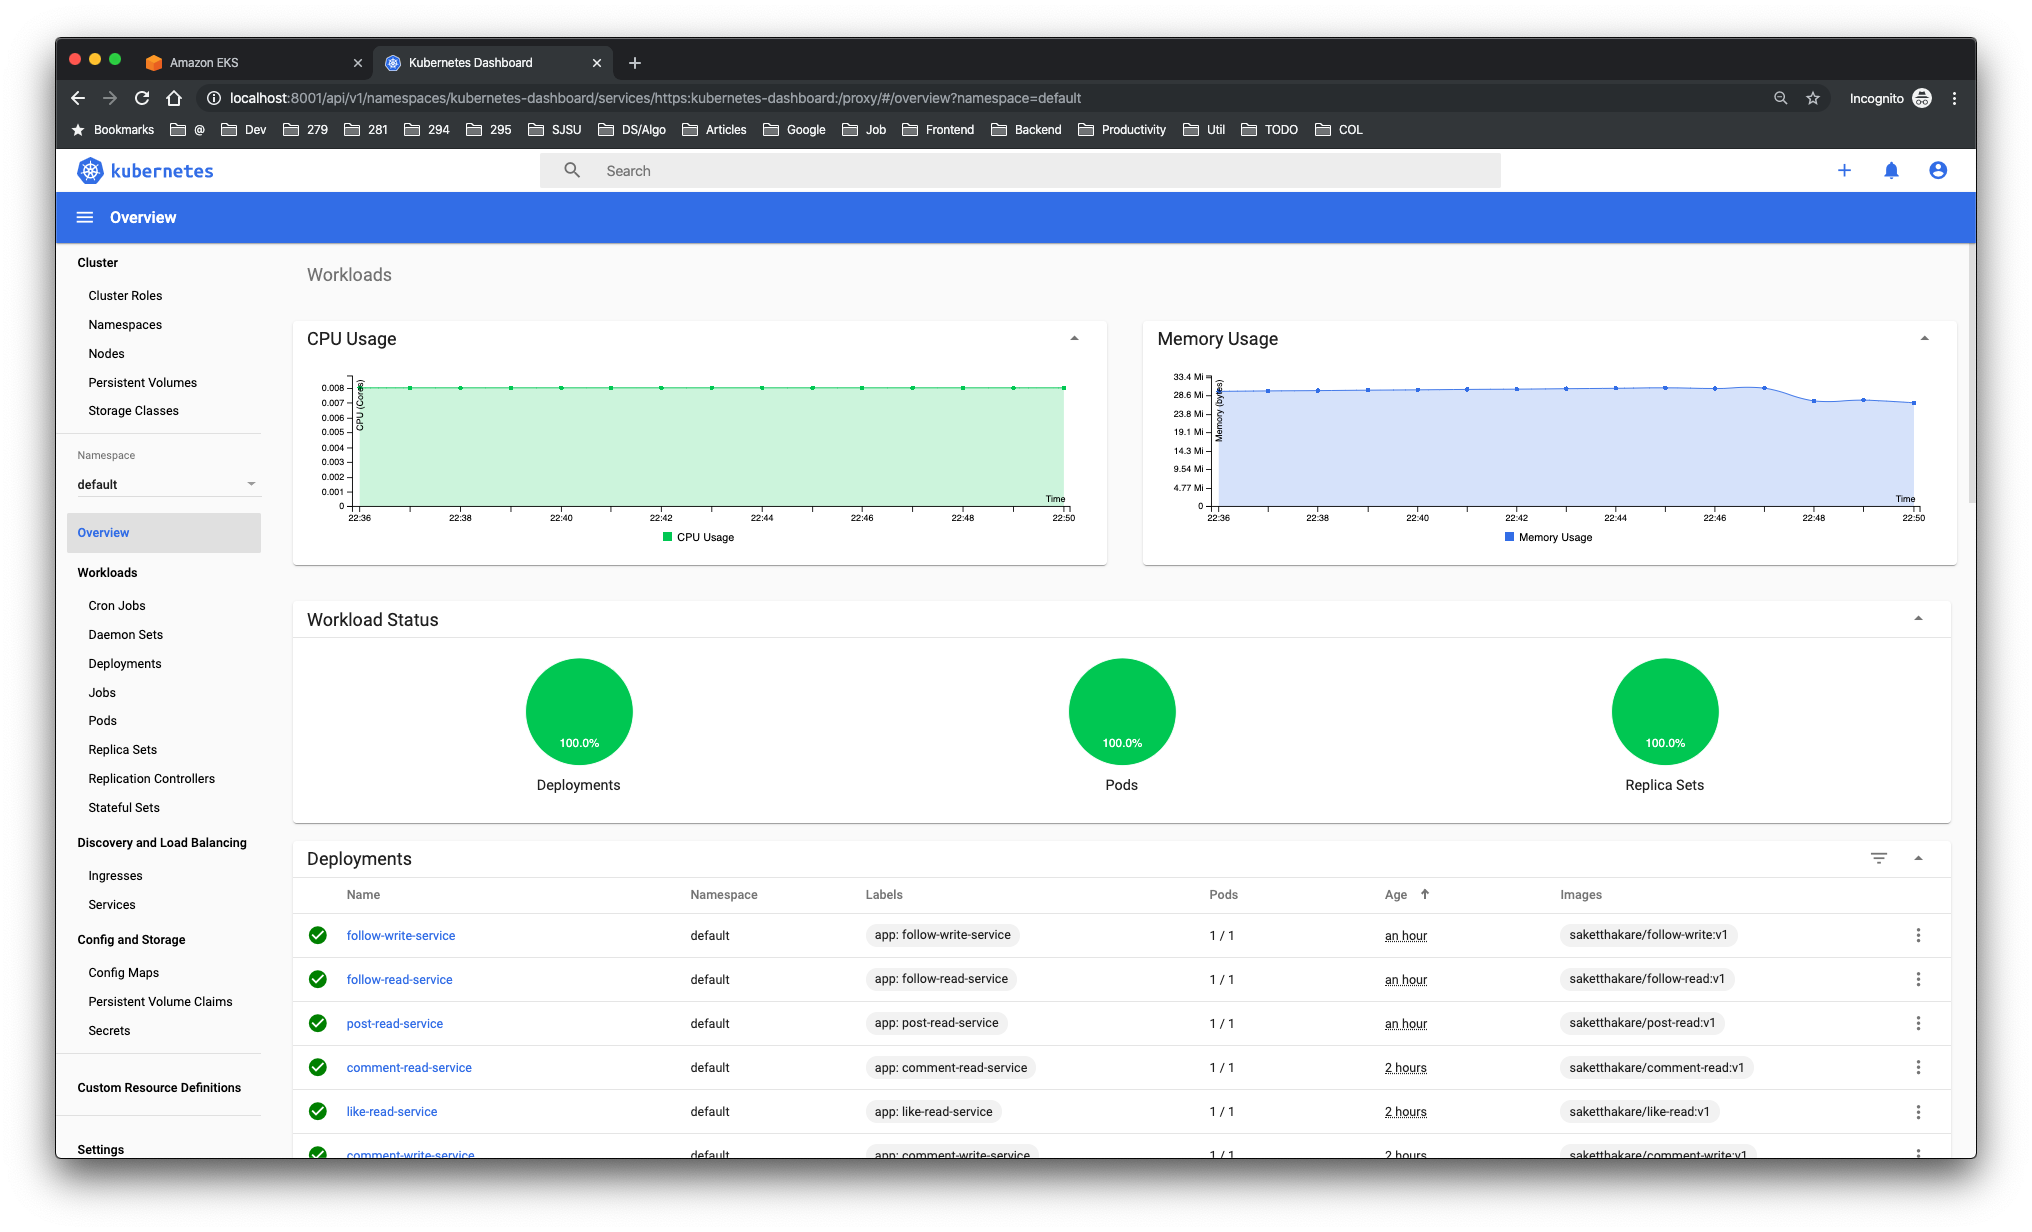 Amazon EKS
Kubernetes Dashboard
localhost:8001/api/v1/namespaces/kubernetes-dashboard/services/https:kubernetes-dashboard:/proxy/#/overview?namespace=default
Incognito
Bookmarks @ Dev 279 281 294 295 SJSU DS/Algo Articles Google Job Frontend Backend Productivity Util TODO COL
kubernetes
Search
Overview
Cluster
Cluster Roles
Namespaces
Nodes
Persistent Volumes
Storage Classes
Namespace
default
Overview
Workloads
Cron Jobs
Daemon Sets
Deployments
Jobs
Pods
Replica Sets
Replication Controllers
Stateful Sets
Discovery and Load Balancing
Ingresses
Services
Config and Storage
Config Maps
Persistent Volume Claims
Secrets
Custom Resource Definitions
Settings
Workloads
CPU Usage
CPU (Cores)
0.008
0.007
0.006
0.005
0.004
0.003
0.002
0.001
0
Time
22:36 22:38 22:40 22:42 22:44 22:46 22:48 22:50
CPU Usage
Memory Usage
Memory (bytes)
33.4 Mi
28.6 Mi
23.8 Mi
19.1 Mi
14.3 Mi
9.54 Mi
4.77 Mi
0
Time
22:36 22:38 22:40 22:42 22:44 22:46 22:48 22:50
Memory Usage
Workload Status
100.0% 100.0% 100.0%
Deployments Pods Replica Sets
Deployments
Name Namespace Labels Pods Age Images
follow-write-service default app: follow-write-service 1 / 1 an hour saketthakare/follow-write:v1
follow-read-service default app: follow-read-service 1 / 1 an hour saketthakare/follow-read:v1
post-read-service default app: post-read-service 1 / 1 an hour saketthakare/post-read:v1
comment-read-service default app: comment-read-service 1 / 1 2 hours saketthakare/comment-read:v1
like-read-service default app: like-read-service 1 / 1 2 hours saketthakare/like-read:v1
comment-write-service default app: comment-write-service 1 / 1 2 hours saketthakare/comment-write:v1